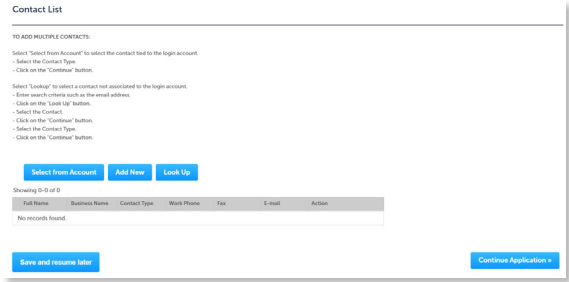 Contact List
TO ADD MULTIPLE CONTACTS:
Select "Select from Account" to select the contact tied to the login account.
- Select the Contact Type.
- Click on the "Continue" button.
Select "Lookup" to select a contact not associated to the login account.
- Enter search criteria such as the email address.
- Click on the "Look Up" button.
- Select the Contact.
- Click on the "Continue" button.
- Select the Contact Type.
- Click on the "Continue" button.
Select from Account Add New Look Up
Showing 0-0 of 0
Full Name Business Name Contact Type Work Phone Fax E-mail Action
No records found.
Save and resume later Continue Application »